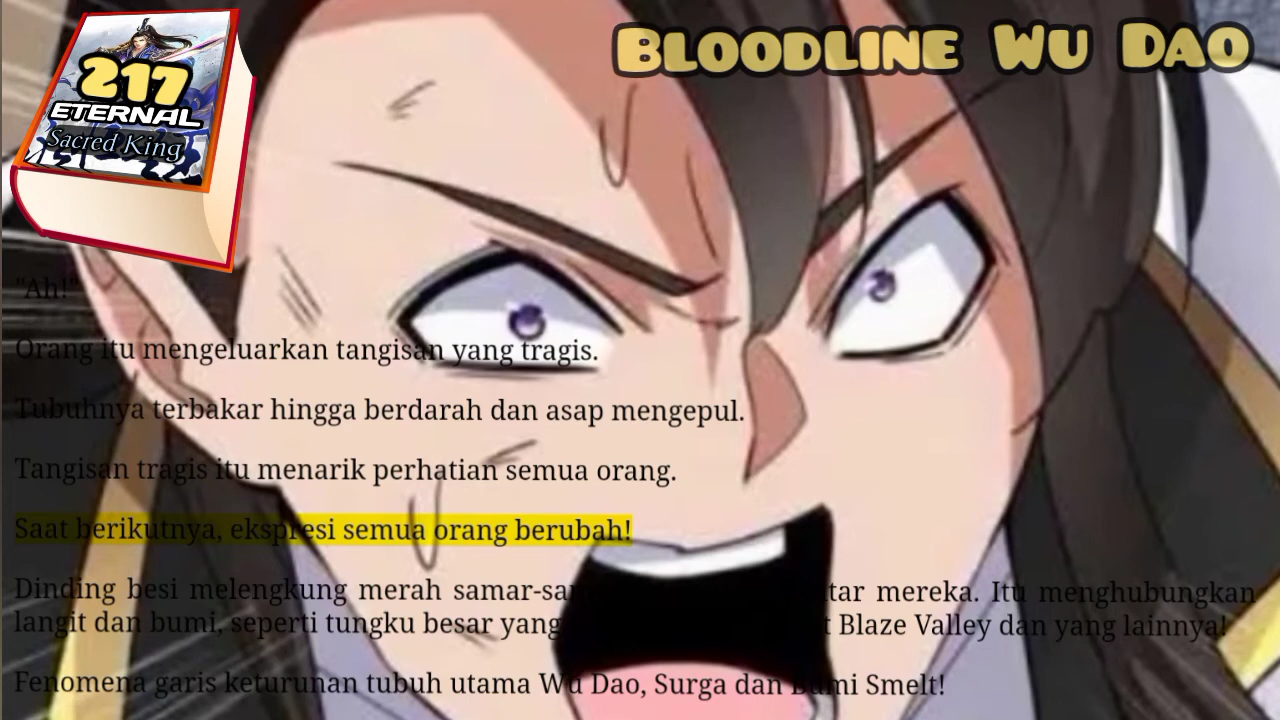 217
ETERNAL
Sacred King
BLOODLINE WU DAO
"Ah!"
Orang itu mengeluarkan tangisan yang tragis.
Tubuhnya terbakar hingga berdarah dan asap mengepul.
Tangisan tragis itu menarik perhatian semua orang.
Saat berikutnya, ekspresi semua orang berubah!
Dinding besi melengkung merah mereka. Itu menghubungkan
langit dan bumi, seperti tungku besar yang Blaze Valley dan yang lainnya!
Fenomena garis keturunan tubuh utama Wu Dao, Surga dan Bumi Smelt!